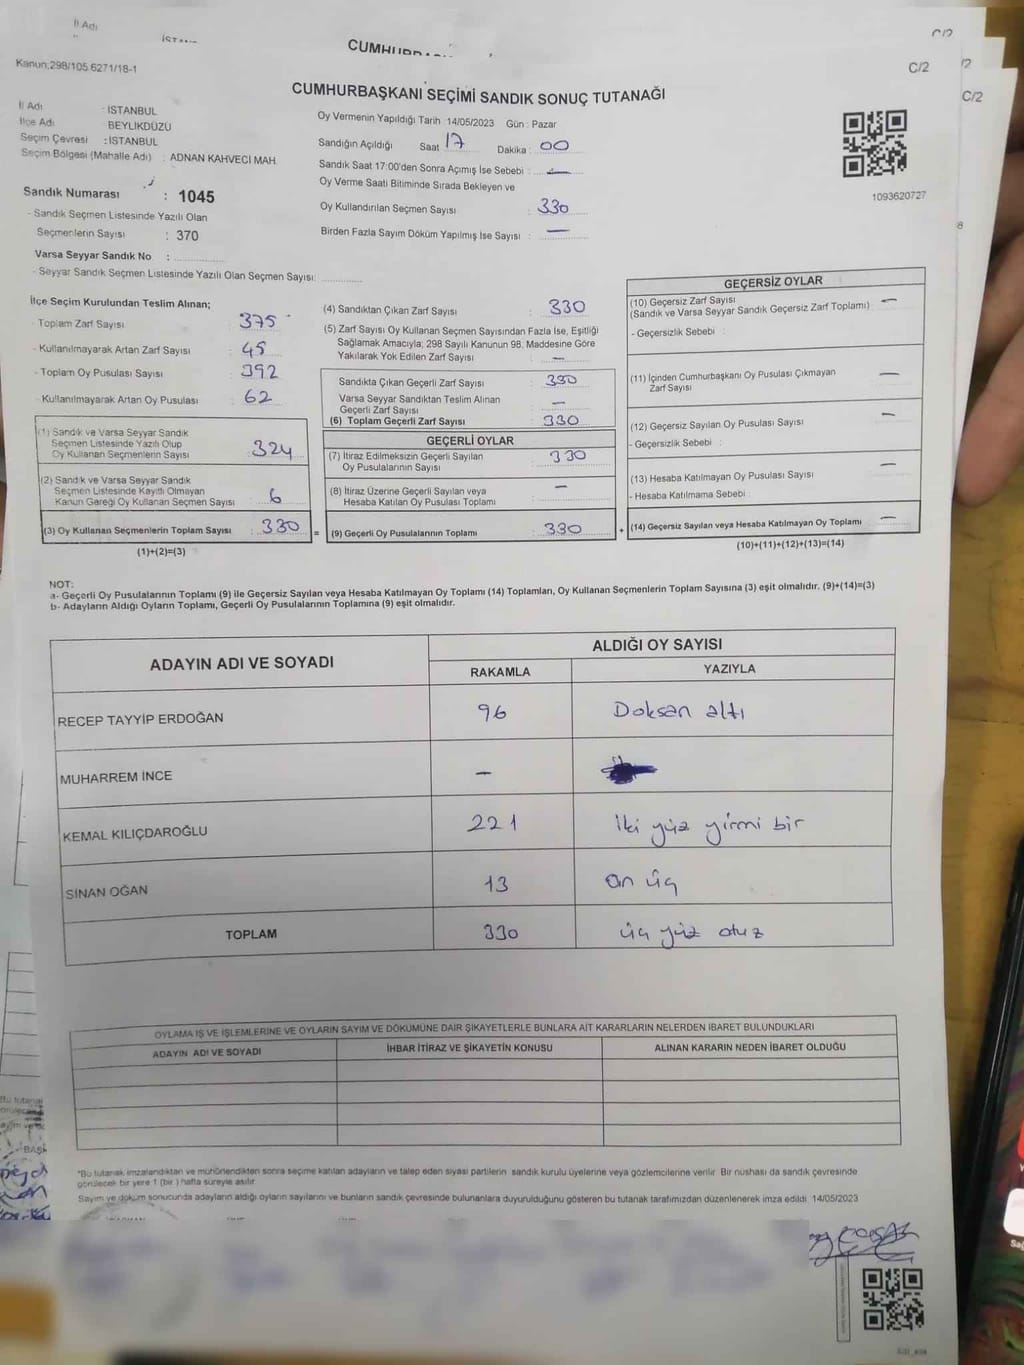 İl Adı
CUMHURBAŞ
C/2
C/2
Kanun;298/105 6271/18-1
C/2
CUMHURBAŞKANI SEÇİMİ SANDIK SONUÇ TUTANAĞI
İl Adı : İSTANBUL
İlçe Adı : BEYLİKDÜZÜ
Seçim Çevresi : İSTANBUL
Seçim Bölgesi (Mahalle Adı) : ADNAN KAHVECİ MAH.
Oy Vermenin Yapıldığı Tarih : 14/05/2023 Gün : Pazar
Sandığın Açıldığı Saat 17 Dakika : 00
Sandık Saat 17:00'den Sonra Açımış İse Sebebi : —
Oy Verme Saati Bitiminde Sırada Bekleyen ve
Oy Kullandırılan Seçmen Sayısı : 330
Birden Fazla Sayım Döküm Yapılmış İse Sayısı : —
1093620727
Sandık Numarası : 1045
- Sandık Seçmen Listesinde Yazılı Olan
Seçmenlerin Sayısı : 370
Varsa Seyyar Sandık No :
- Seyyar Sandık Seçmen Listesinde Yazılı Olan Seçmen Sayısı:
İlçe Seçim Kurulundan Teslim Alınan;
- Toplam Zarf Sayısı : 375
- Kullanılmayarak Artan Zarf Sayısı : 45
- Toplam Oy Pusulası Sayısı : 392
- Kullanılmayarak Artan Oy Pusulası : 62
(1) Sandık ve Varsa Seyyar Sandık
Seçmen Listesinde Yazılı Olup
Oy Kullanan Seçmenlerin Sayısı : 324
(2) Sandık ve Varsa Seyyar Sandık
Seçmen Listesinde Kayıtlı Olmayan
Kanun Gereği Oy Kullanan Seçmen Sayısı : 6
(3) Oy Kullanan Seçmenlerin Toplam Sayısı : 330 =
(1)+(2)=(3)
(4) Sandıktan Çıkan Zarf Sayısı : 330
(5) Zarf Sayısı Oy Kullanan Seçmen Sayısından Fazla İse, Eşitliği
Sağlamak Amacıyla; 298 Sayılı Kanunun 98. Maddesine Göre
Yakılarak Yok Edilen Zarf Sayısı : —
Sandıkta Çıkan Geçerli Zarf Sayısı : 330
Varsa Seyyar Sandıktan Teslim Alınan
Geçerli Zarf Sayısı : —
(6) Toplam Geçerli Zarf Sayısı : 330
GEÇERLİ OYLAR
(7) İtiraz Edilmeksizin Geçerli Sayılan
Oy Pusulalarının Sayısı : 330
(8) İtiraz Üzerine Geçerli Sayılan veya
Hesaba Katılan Oy Pusulası Toplamı : —
(9) Geçerli Oy Pusulalarının Toplamı : 330 +
GEÇERSİZ OYLAR
(10) Geçersiz Zarf Sayısı : —
(Sandık ve Varsa Seyyar Sandık Geçersiz Zarf Toplamı)
- Geçersizlik Sebebi :
(11) İçinden Cumhurbaşkanı Oy Pusulası Çıkmayan
Zarf Sayısı : —
(12) Geçersiz Sayılan Oy Pusulası Sayısı : —
- Geçersizlik Sebebi :
(13) Hesaba Katılmayan Oy Pusulası Sayısı : —
- Hesaba Katılmama Sebebi :
(14) Geçersiz Sayılan veya Hesaba Katılmayan Oy Toplamı : —
(10)+(11)+(12)+(13)=(14)
NOT:
a- Geçerli Oy Pusulalarının Toplamı (9) ile Geçersiz Sayılan veya Hesaba Katılmayan Oy Toplamı (14) Toplamları, Oy Kullanan Seçmenlerin Toplam Sayısına (3) eşit olmalıdır. (9)+(14)=(3)
b- Adayların Aldığı Oyların Toplamı, Geçerli Oy Pusulalarının Toplamına (9) eşit olmalıdır.
ADAYIN ADI VE SOYADI ALDIĞI OY SAYISI
RAKAMLA YAZIYLA
RECEP TAYYİP ERDOĞAN 96 Doksan altı
MUHARREM İNCE —
KEMAL KILIÇDAROĞLU 221 İki yüz yirmi bir
SİNAN OĞAN 13 on üç
TOPLAM 330 üç yüz otuz
OYLAMA İŞ VE İŞLEMLERİNE VE OYLARIN SAYIM VE DÖKÜMÜNE DAİR ŞİKAYETLERLE BUNLARA AİT KARARLARIN NELERDEN İBARET BULUNDUKLARI
ADAYIN ADI VE SOYADI İHBAR İTİRAZ VE ŞİKAYETİN KONUSU ALINAN KARARIN NEDEN İBARET OLDUĞU
*Bu tutanak imzalandıktan ve mühürlendikten sonra seçime katılan adayların ve talep eden siyasi partilerin sandık kurulu üyelerine veya gözlemcilerine verilir. Bir nüshası da sandık çevresinde
görülecek bir yere 1 (bir ) hafta süreyle asılır.
Sayım ve döküm sonucunda adayların aldığı oyların sayılarını ve bunların sandık çevresinde bulunanlara duyurulduğunu gösteren bu tutanak tarafımızdan düzenlenerek imza edildi. 14/05/2023